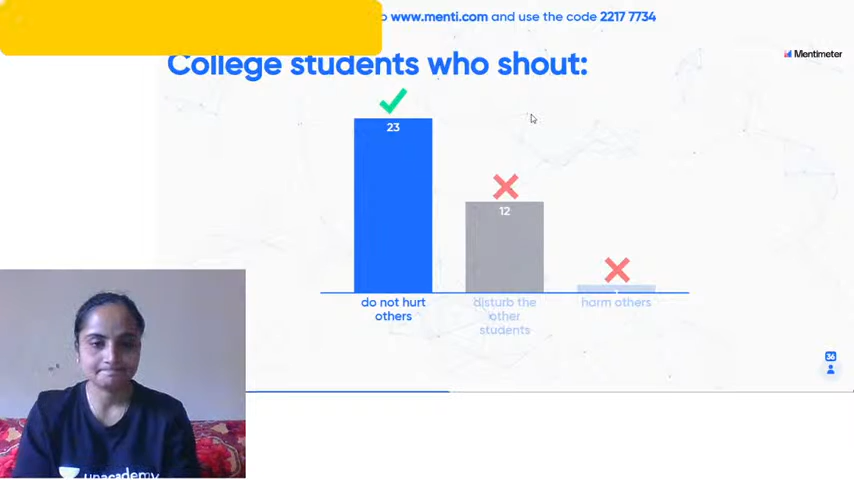 www.menti.com and use the code 2217 7734
Mentimeter
College students who shout:
23
12
do not hurt
others
disturb the
other
students
harm others
36
unacademy